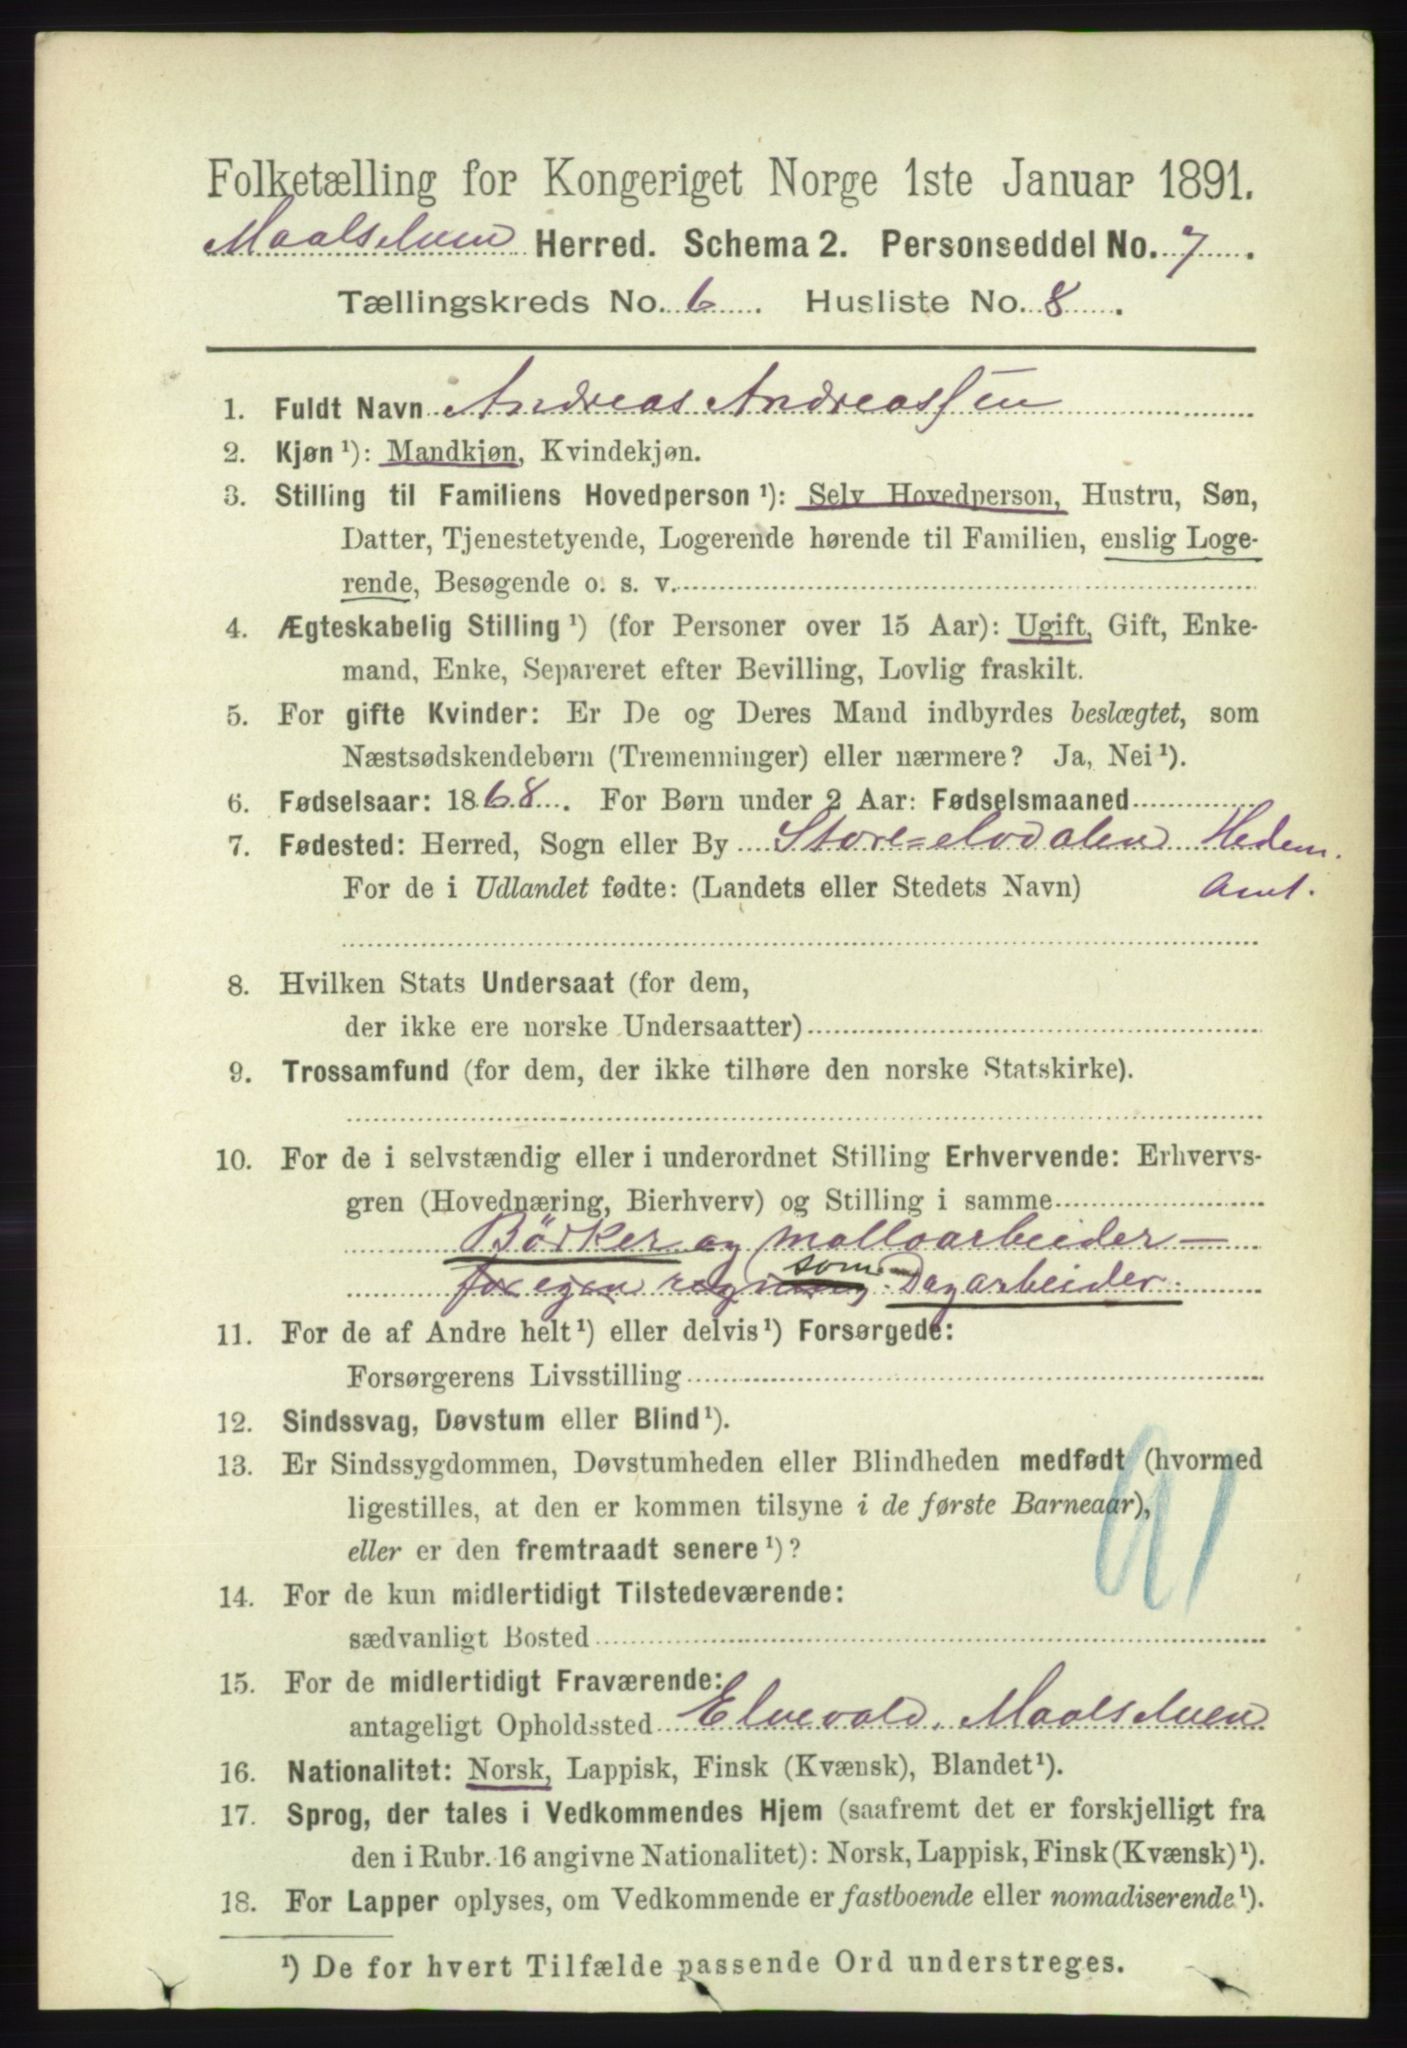 Folketælling for Kongeriget Norge 1ste Januar 1891.
Maalselven Herred. Schema 2. Personseddel No. 7.
Tællingskreds No. 6. Husliste No. 8.
1. Fuldt Navn Andreas Andreassen
2. Kjøn ¹): Mandkjøn, Kvindekjøn.
3. Stilling til Familiens Hovedperson ¹): Selv Hovedperson, Hustru, Søn,
Datter, Tjenestetyende, Logerende hørende til Familien, enslig Loge-
rende, Besøgende o. s. v.
4. Ægteskabelig Stilling ¹) (for Personer over 15 Aar): Ugift, Gift, Enke-
mand, Enke, Separeret efter Bevilling, Lovlig fraskilt.
5. For gifte Kvinder: Er De og Deres Mand indbyrdes beslægtet, som
Næstsødskendebørn (Tremenninger) eller nærmere? Ja, Nei ¹).
6. Fødselsaar: 1868. For Børn under 2 Aar: Fødselsmaaned
7. Fødested: Herred, Sogn eller By Store=elvdalen Hedem.
For de i Udlandet fødte: (Landets eller Stedets Navn) Amt.
8. Hvilken Stats Undersaat (for dem,
der ikke ere norske Undersaatter)
9. Trossamfund (for dem, der ikke tilhøre den norske Statskirke).
10. For de i selvstændig eller i underordnet Stilling Erhvervende: Erhvervs-
gren (Hovednæring, Bierhverv) og Stilling i samme
Börker og malloarbeider —
for egen regning som Dagarbeider.
11. For de af Andre helt ¹) eller delvis ¹) Forsørgede:
Forsørgerens Livsstilling
12. Sindssvag, Døvstum eller Blind ¹).
13. Er Sindssygdommen, Døvstumheden eller Blindheden medfødt (hvormed
ligestilles, at den er kommen tilsyne i de første Barneaar),
eller er den fremtraadt senere ¹)?
14. For de kun midlertidigt Tilstedeværende:
sædvanligt Bosted
15. For de midlertidigt Fraværende:
antageligt Opholdssted Elvevold. Maalselven
16. Nationalitet: Norsk, Lappisk, Finsk (Kvænsk), Blandet ¹).
17. Sprog, der tales i Vedkommendes Hjem (saafremt det er forskjelligt fra
den i Rubr. 16 angivne Nationalitet): Norsk, Lappisk, Finsk (Kvænsk) ¹).
18. For Lapper oplyses, om Vedkommende er fastboende eller nomadiserende ¹).
¹) De for hvert Tilfælde passende Ord understreges.